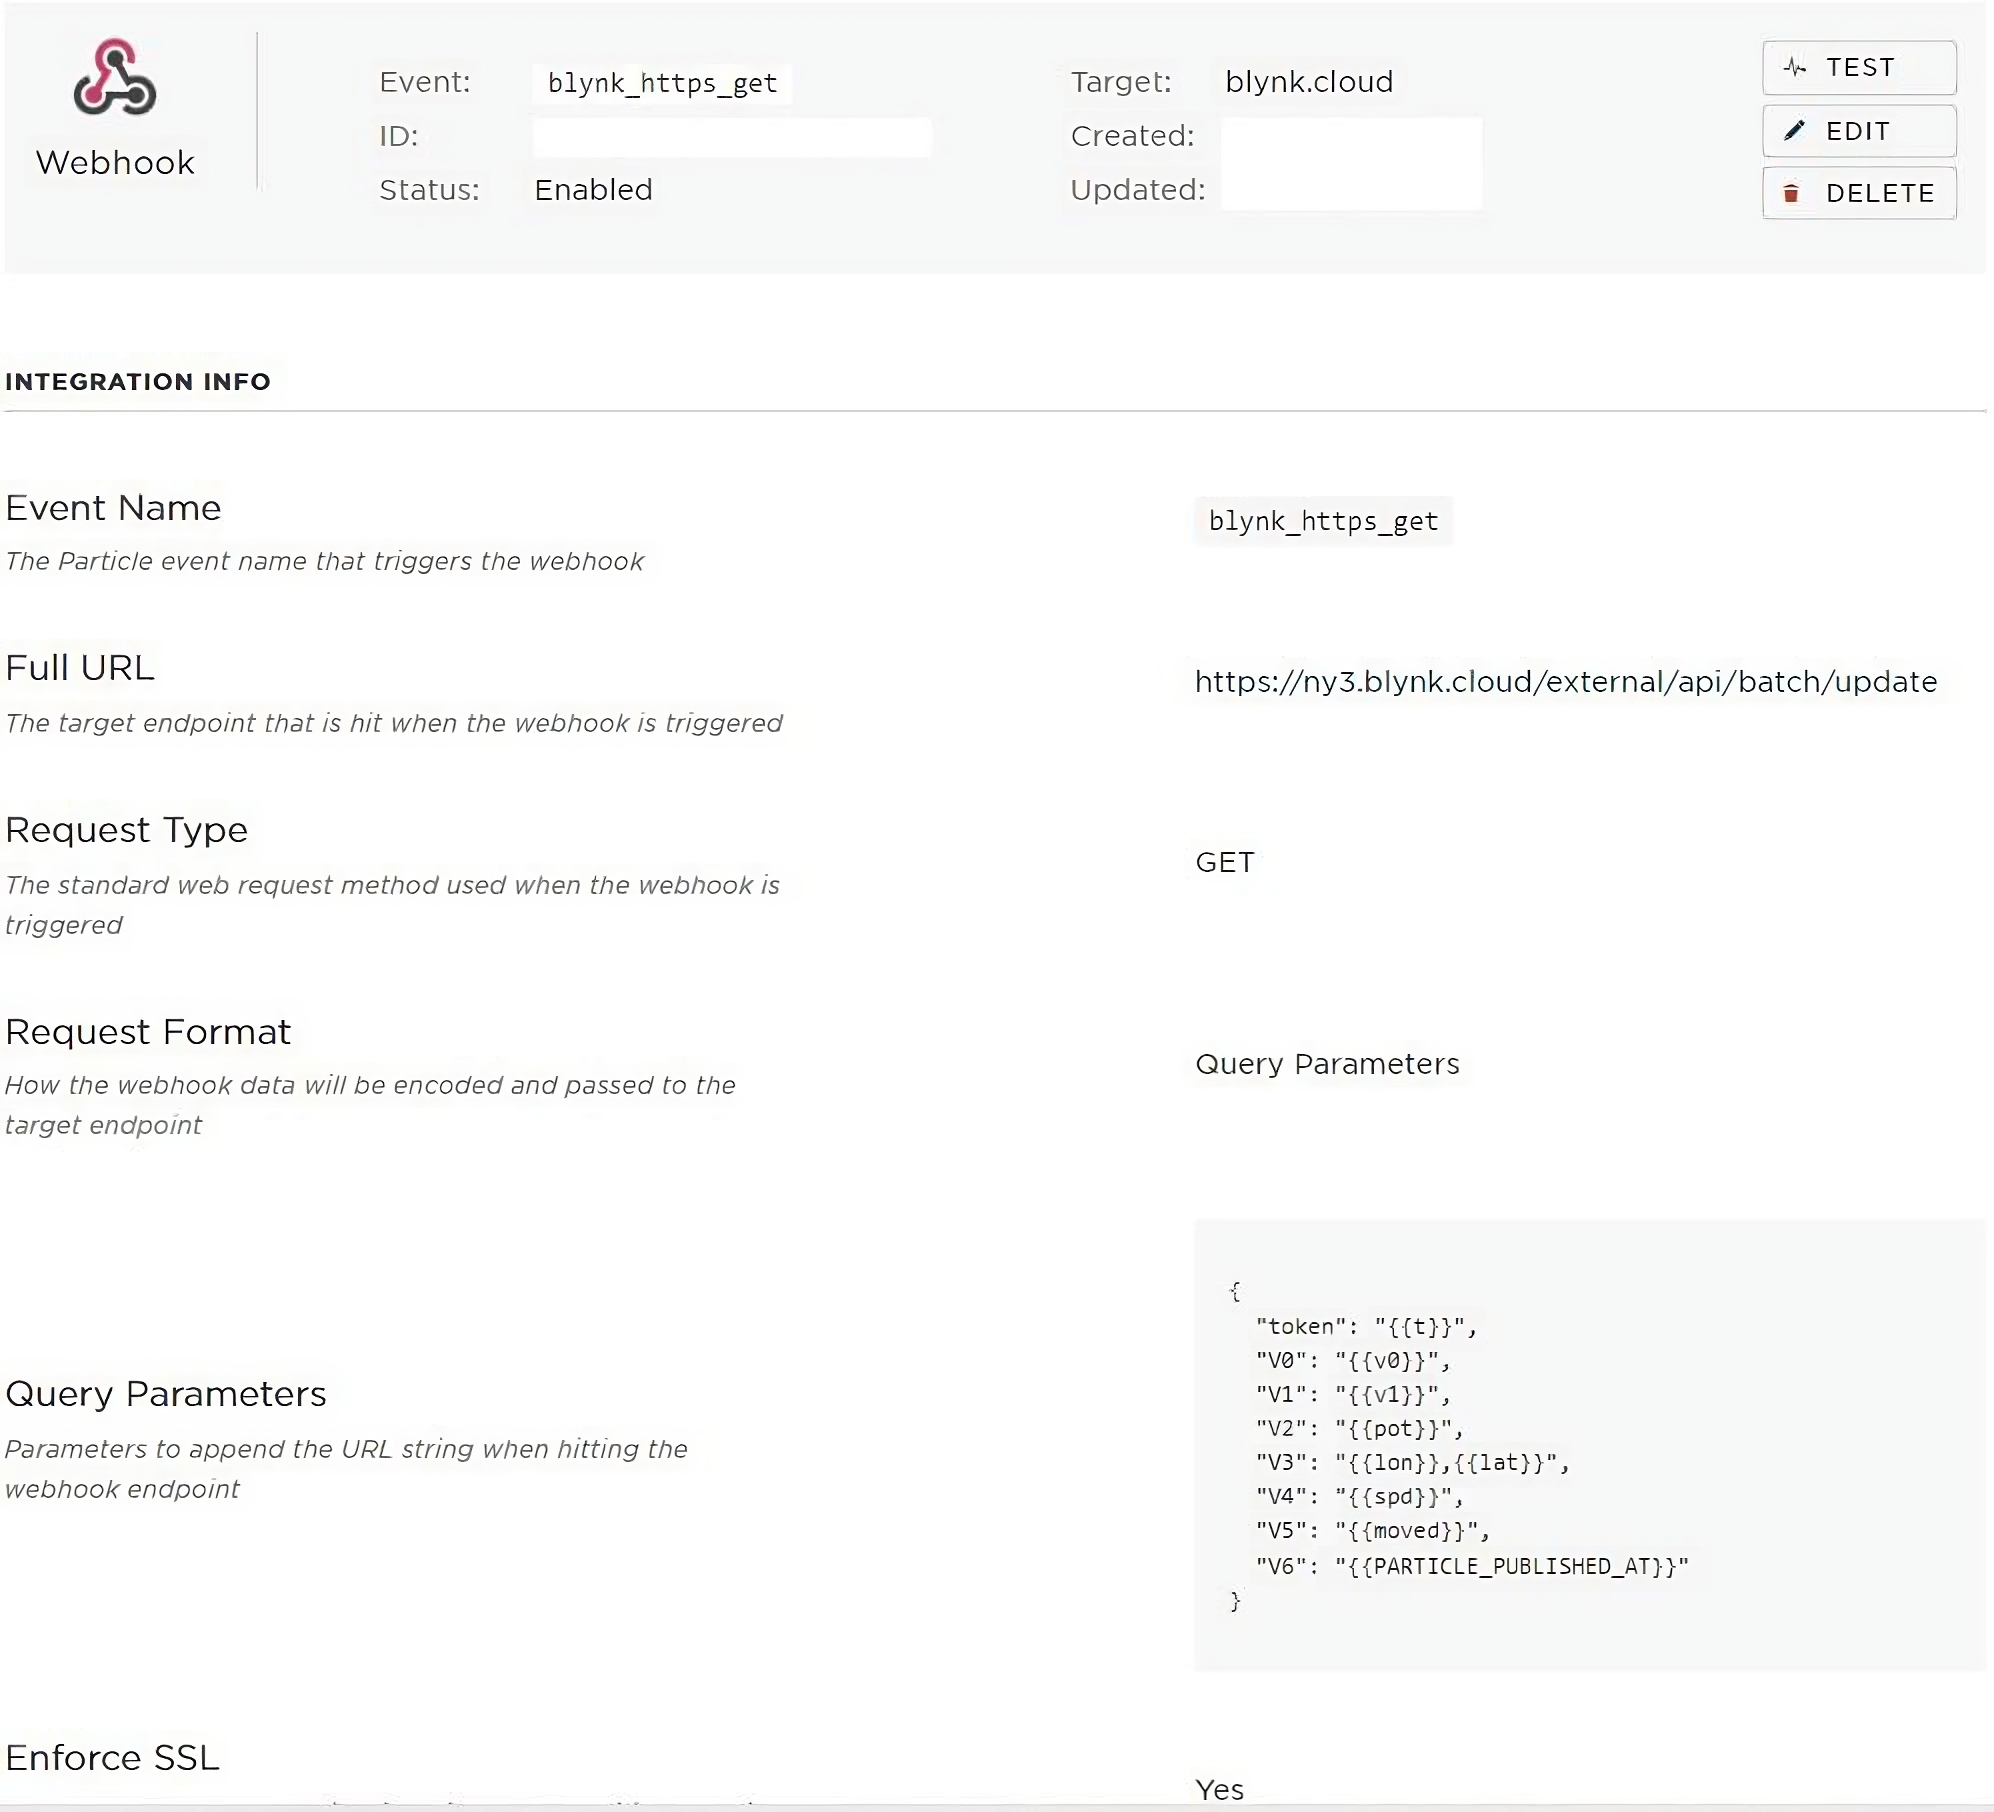 Webhook
Event: blynk_https_get
ID:
Status: Enabled
Target: blynk.cloud
Created:
Updated:
TEST
EDIT
DELETE
INTEGRATION INFO
Event Name
The Particle event name that triggers the webhook
blynk_https_get
Full URL
The target endpoint that is hit when the webhook is triggered
https://ny3.blynk.cloud/external/api/batch/update
Request Type
The standard web request method used when the webhook is
triggered
GET
Request Format
How the webhook data will be encoded and passed to the
target endpoint
Query Parameters
Query Parameters
Parameters to append the URL string when hitting the
webhook endpoint
{
"token": "{{t}}",
"V0": "{{v0}}",
"V1": "{{v1}}",
"V2": "{{pot}}",
"V3": "{{lon}},{{lat}}",
"V4": "{{spd}}",
"V5": "{{moved}}",
"V6": "{{PARTICLE_PUBLISHED_AT}}"
}
Enforce SSL
Yes